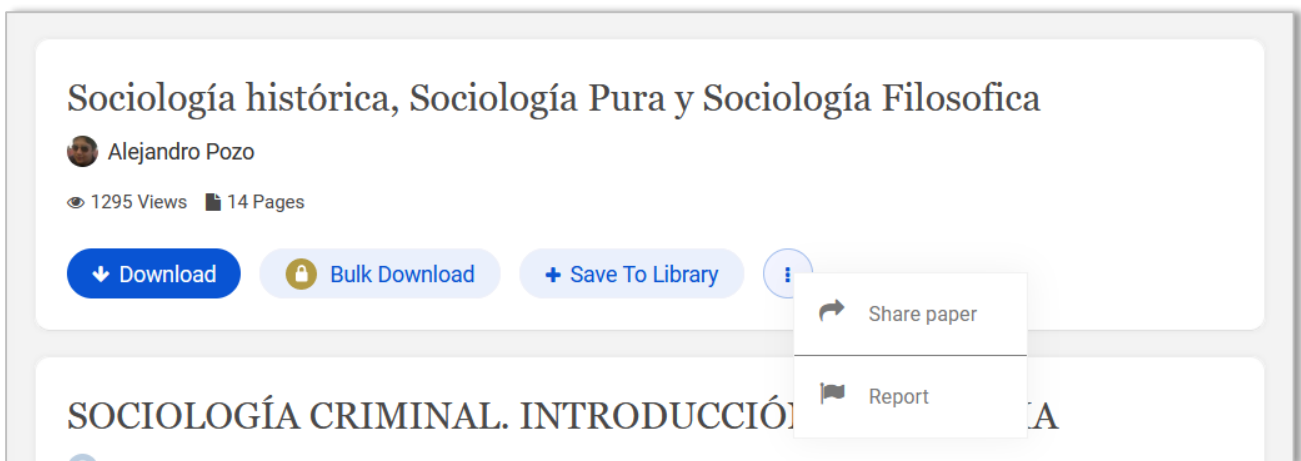 Sociología histórica, Sociología Pura y Sociología Filosofica
Alejandro Pozo
1295 Views 14 Pages
Download Bulk Download + Save To Library
Share paper
Report
SOCIOLOGÍA CRIMINAL.